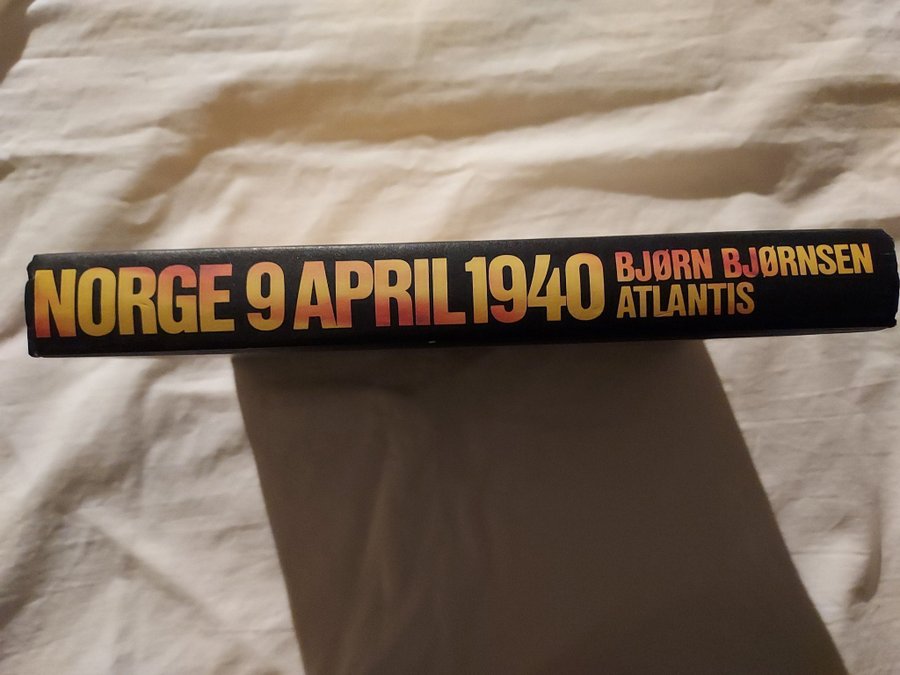 NORGE 9 APRIL 1940
BJØRN BJØRNSEN
ATLANTIS